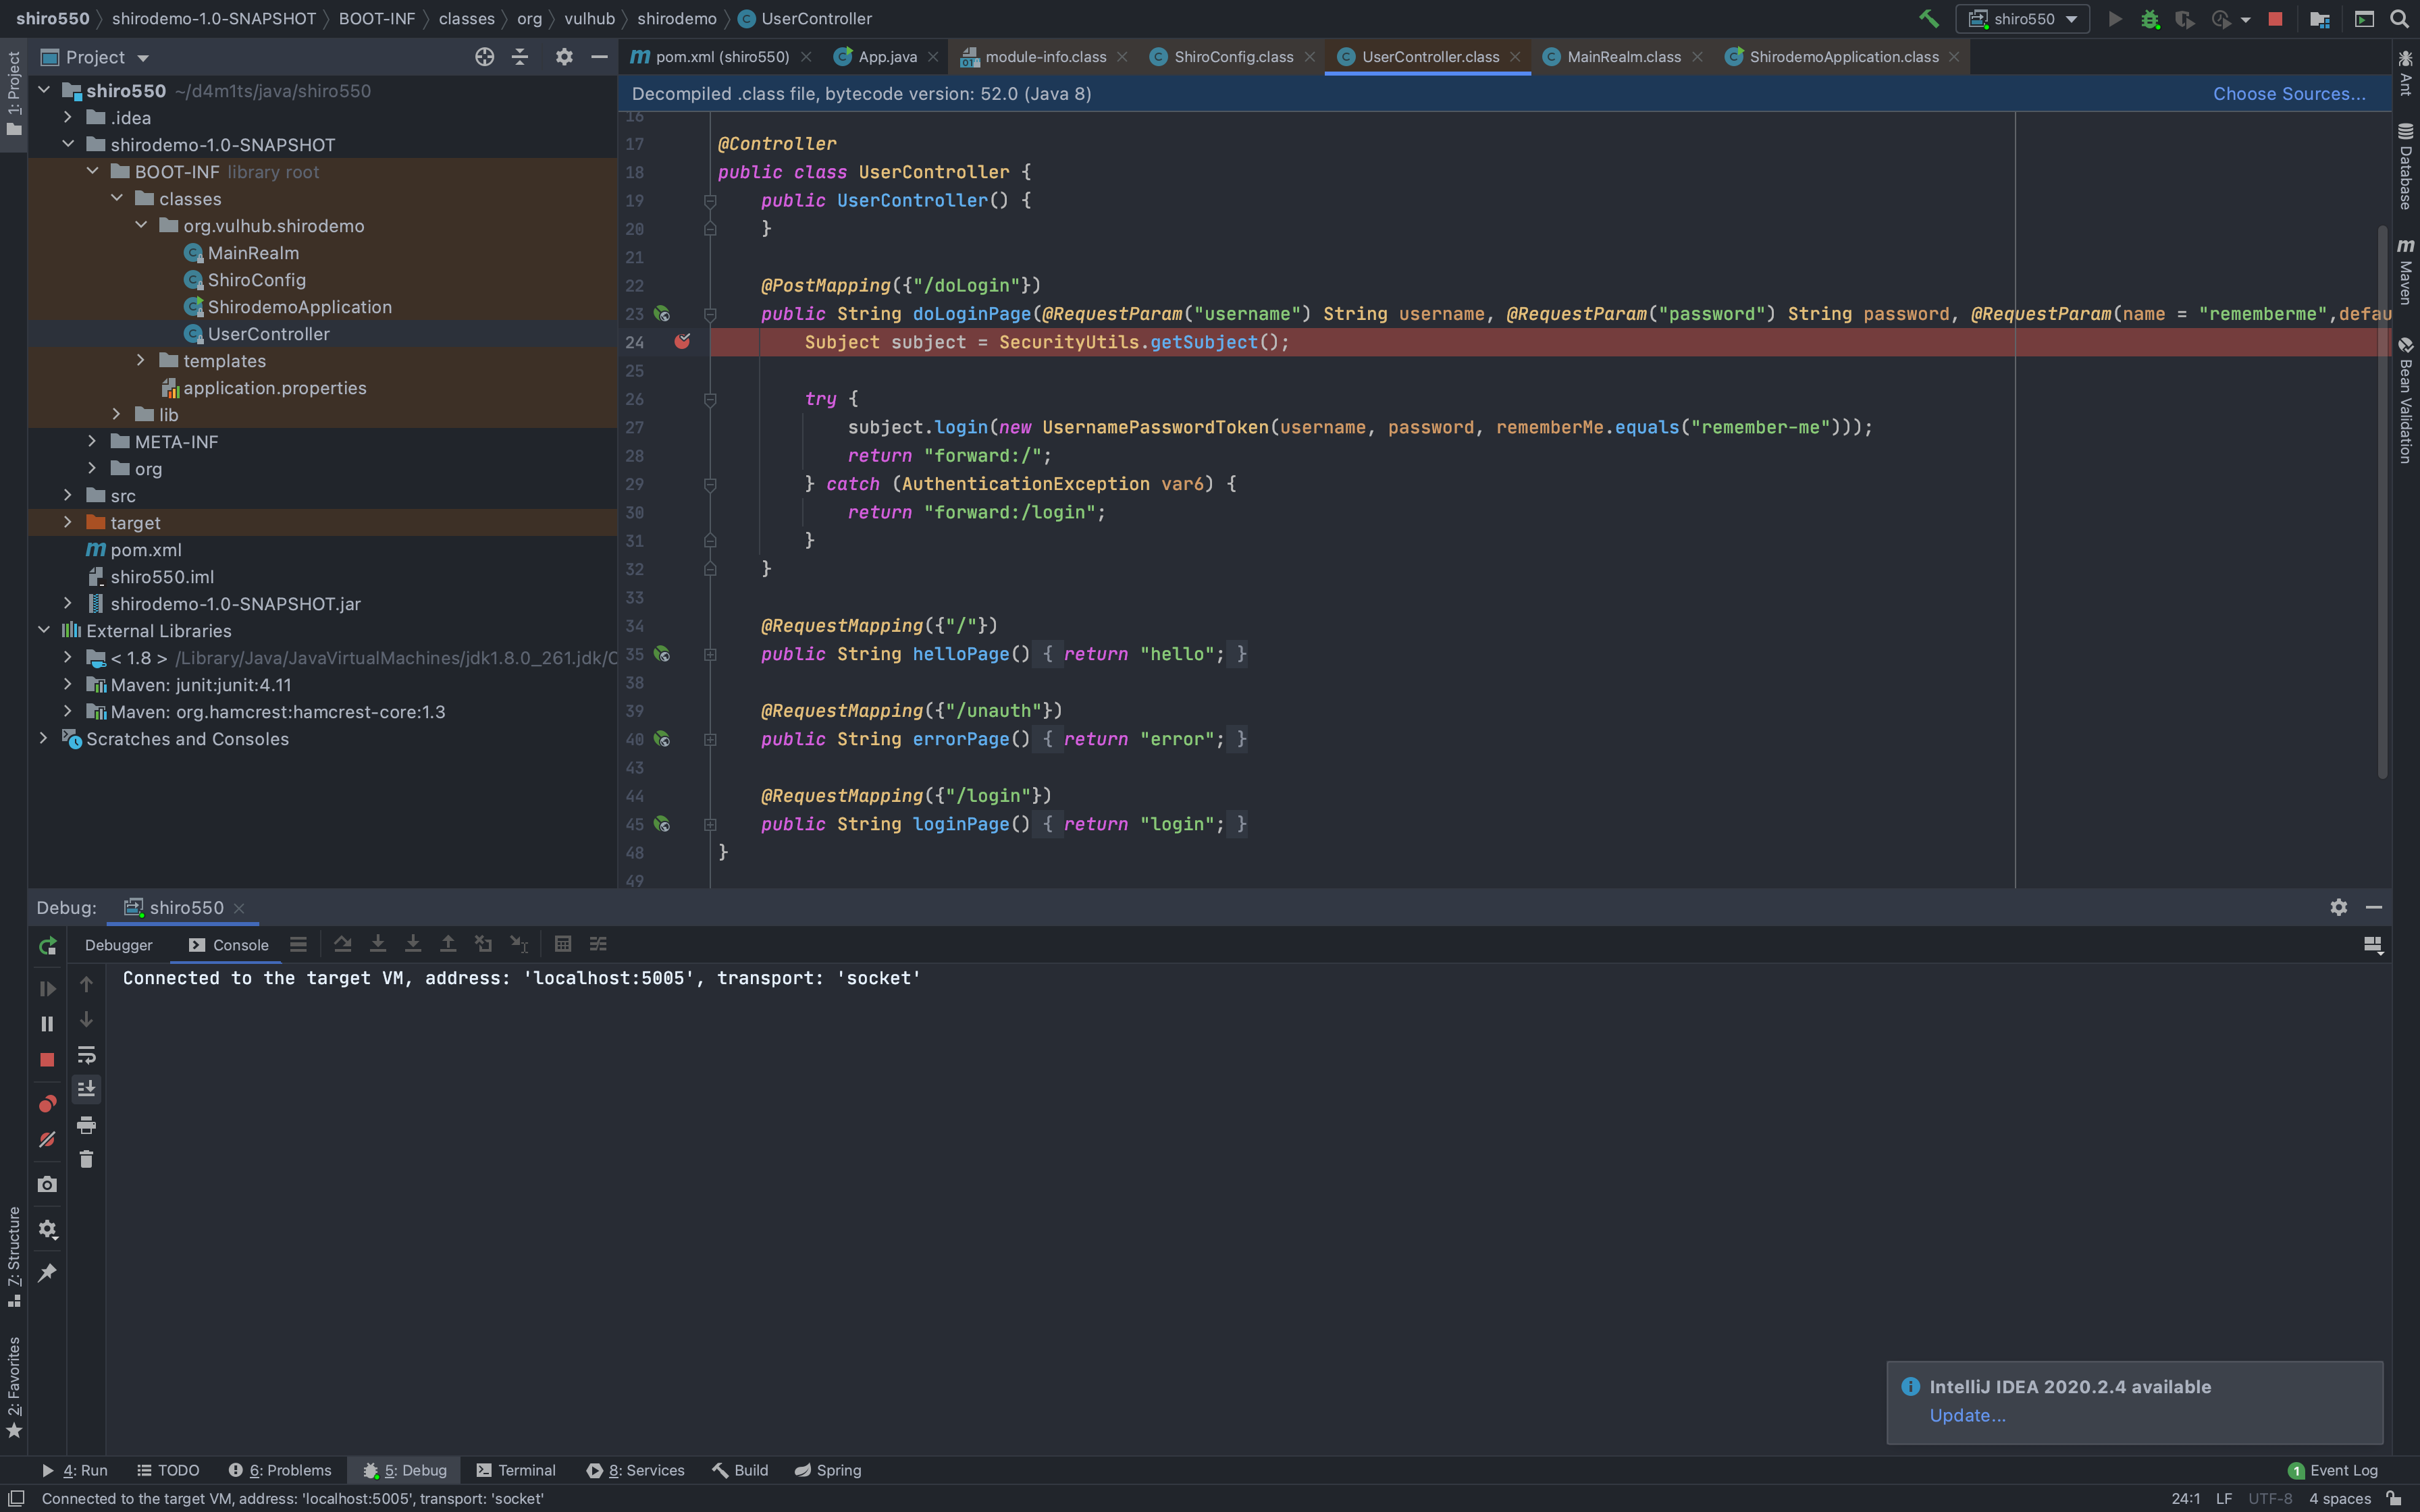 shiro550 〉 shirodemo-1.0-SNAPSHOT 〉 BOOT-INF 〉 classes 〉 org 〉 vulhub 〉 shirodemo 〉 UserController
shiro550
1: Project
Project
pom.xml (shiro550)
App.java
module-info.class
ShiroConfig.class
UserController.class
MainRealm.class
ShirodemoApplication.class
Decompiled .class file, bytecode version: 52.0 (Java 8)
Choose Sources...
shiro550 ~/d4m1ts/java/shiro550
.idea
shirodemo-1.0-SNAPSHOT
BOOT-INF library root
classes
org.vulhub.shirodemo
MainRealm
ShiroConfig
ShirodemoApplication
UserController
templates
application.properties
lib
META-INF
org
src
target
pom.xml
shiro550.iml
shirodemo-1.0-SNAPSHOT.jar
External Libraries
< 1.8 > /Library/Java/JavaVirtualMachines/jdk1.8.0_261.jdk/C
Maven: junit:junit:4.11
Maven: org.hamcrest:hamcrest-core:1.3
Scratches and Consoles
16
17 @Controller
18 public class UserController {
19 public UserController() {
20 }
21
22 @PostMapping({"/doLogin"})
23 public String doLoginPage(@RequestParam("username") String username, @RequestParam("password") String password, @RequestParam(name = "rememberme",defau
24 Subject subject = SecurityUtils.getSubject();
25
26 try {
27 subject.login(new UsernamePasswordToken(username, password, rememberMe.equals("remember-me")));
28 return "forward:/";
29 } catch (AuthenticationException var6) {
30 return "forward:/login";
31 }
32 }
33
34 @RequestMapping({"/"})
35 public String helloPage() { return "hello"; }
38
39 @RequestMapping({"/unauth"})
40 public String errorPage() { return "error"; }
43
44 @RequestMapping({"/login"})
45 public String loginPage() { return "login"; }
48 }
49
Ant
Database
Maven
Bean Validation
Debug: shiro550
Debugger Console
Connected to the target VM, address: 'localhost:5005', transport: 'socket'
7: Structure
2: Favorites
IntelliJ IDEA 2020.2.4 available
Update...
4: Run TODO 6: Problems 5: Debug Terminal 8: Services Build Spring
1 Event Log
Connected to the target VM, address: 'localhost:5005', transport: 'socket'
24:1 LF UTF-8 4 spaces